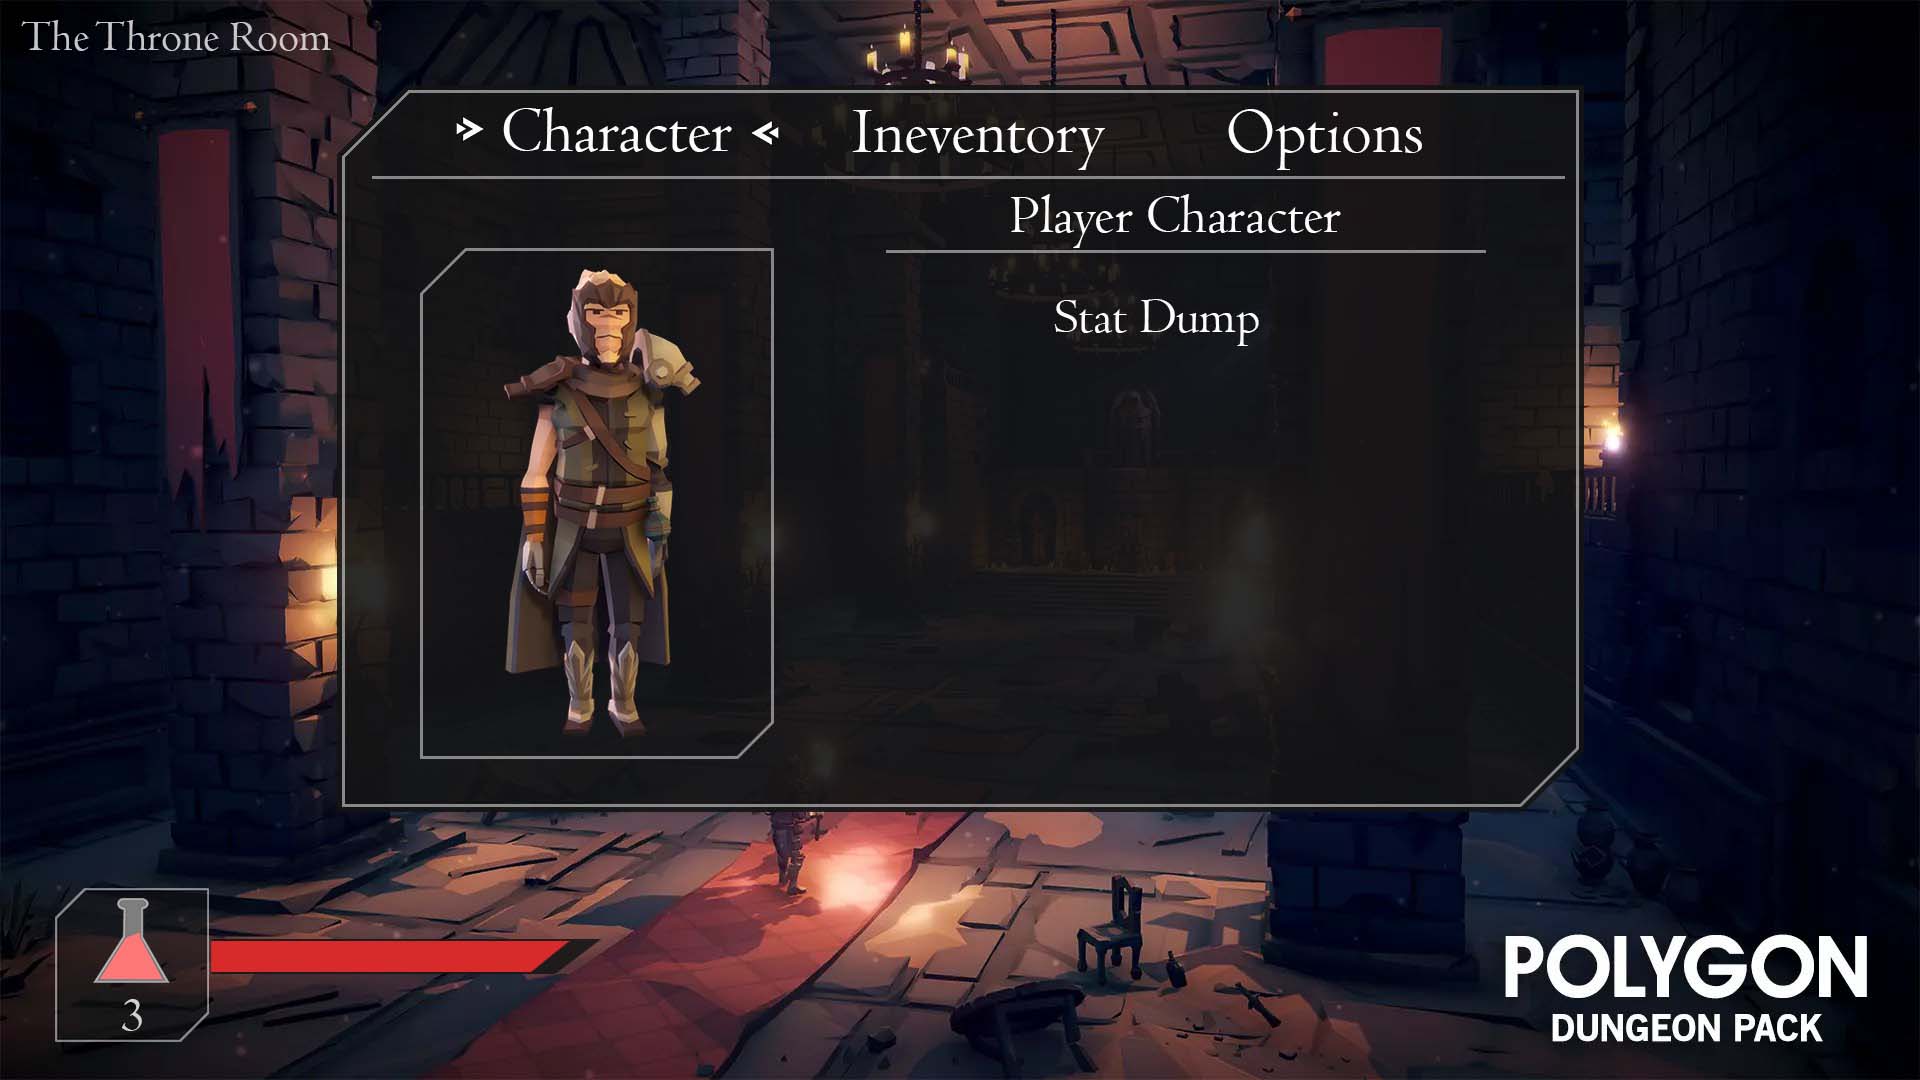 The Throne Room
> Character < Ineventory Options
Player Character
Stat Dump
3
POLYGON
DUNGEON PACK